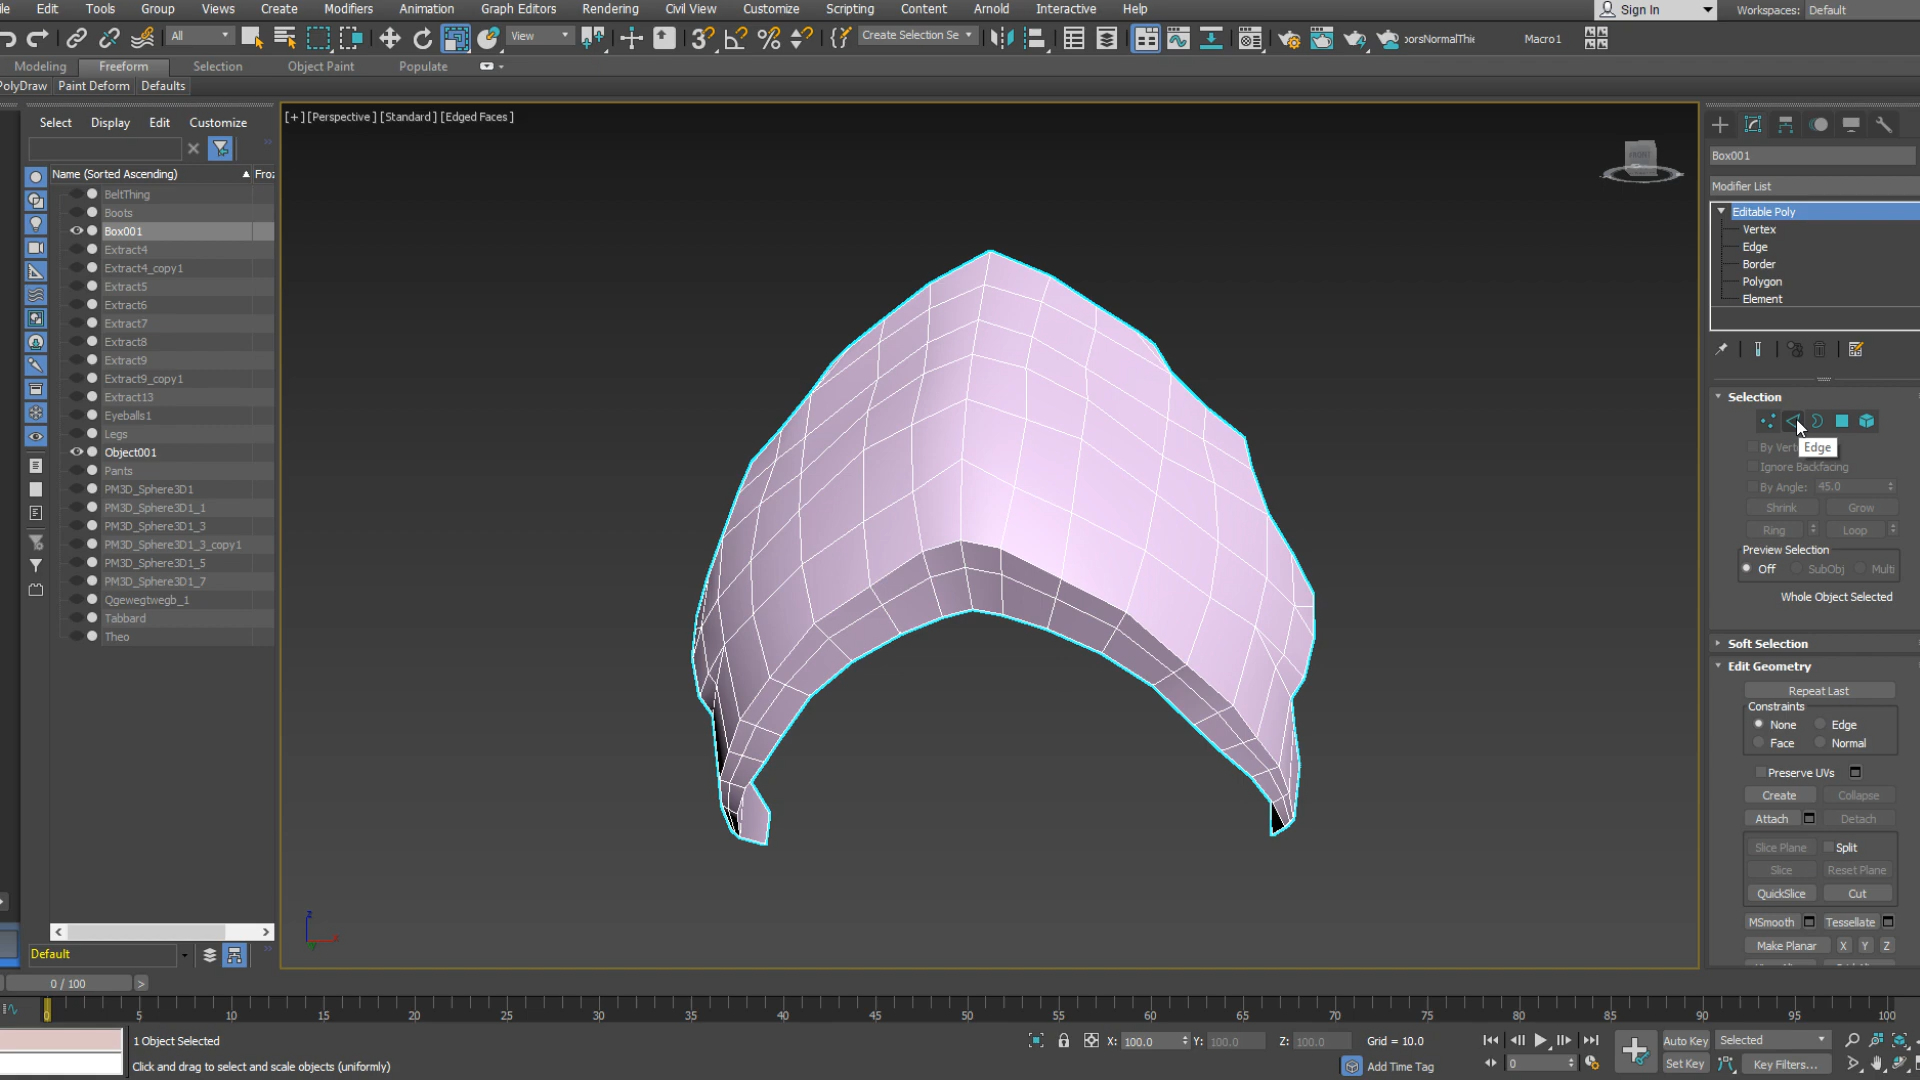 Edit Tools Group Views Create Modifiers Animation Graph Editors Rendering Civil View Customize Scripting Content Arnold Interactive Help
Sign In Workspaces: Default
All View Create Selection Se Macro1
Modeling Freeform Selection Object Paint Populate
PolyDraw Paint Deform Defaults
Select Display Edit Customize
Name (Sorted Ascending)
BeltThing
Boots
Box001
Extract4
Extract4_copy1
Extract5
Extract6
Extract7
Extract8
Extract9
Extract9_copy1
Extract13
Eyeballs1
Legs
Object001
Pants
PM3D_Sphere3D1
PM3D_Sphere3D1_1
PM3D_Sphere3D1_3
PM3D_Sphere3D1_3_copy1
PM3D_Sphere3D1_5
PM3D_Sphere3D1_7
Qgewegtwegb_1
Tabbard
Theo
Default
[+] [Perspective] [Standard] [Edged Faces]
FRONT
z
Box001
Modifier List
Editable Poly
Vertex
Edge
Border
Polygon
Element
Selection
By Vert
Edge
Ignore Backfacing
By Angle: 45.0
Shrink Grow
Ring Loop
Preview Selection
Off SubObj Multi
Whole Object Selected
Soft Selection
Edit Geometry
Repeat Last
Constraints
None Edge
Face Normal
Preserve UVs
Create Collapse
Attach Detach
Slice Plane Split
Slice Reset Plane
QuickSlice Cut
MSmooth Tessellate
Make Planar X Y Z
0 / 100 >
0 5 10 15 20 25 30 35 40 45 50 55 60 65 70 75 80 85 90 95 100
1 Object Selected
X: 100.0 Y: 100.0 Z: 100.0 Grid = 10.0
Auto Key Selected
Click and drag to select and scale objects (uniformly)
Add Time Tag
0
Set Key Key Filters...